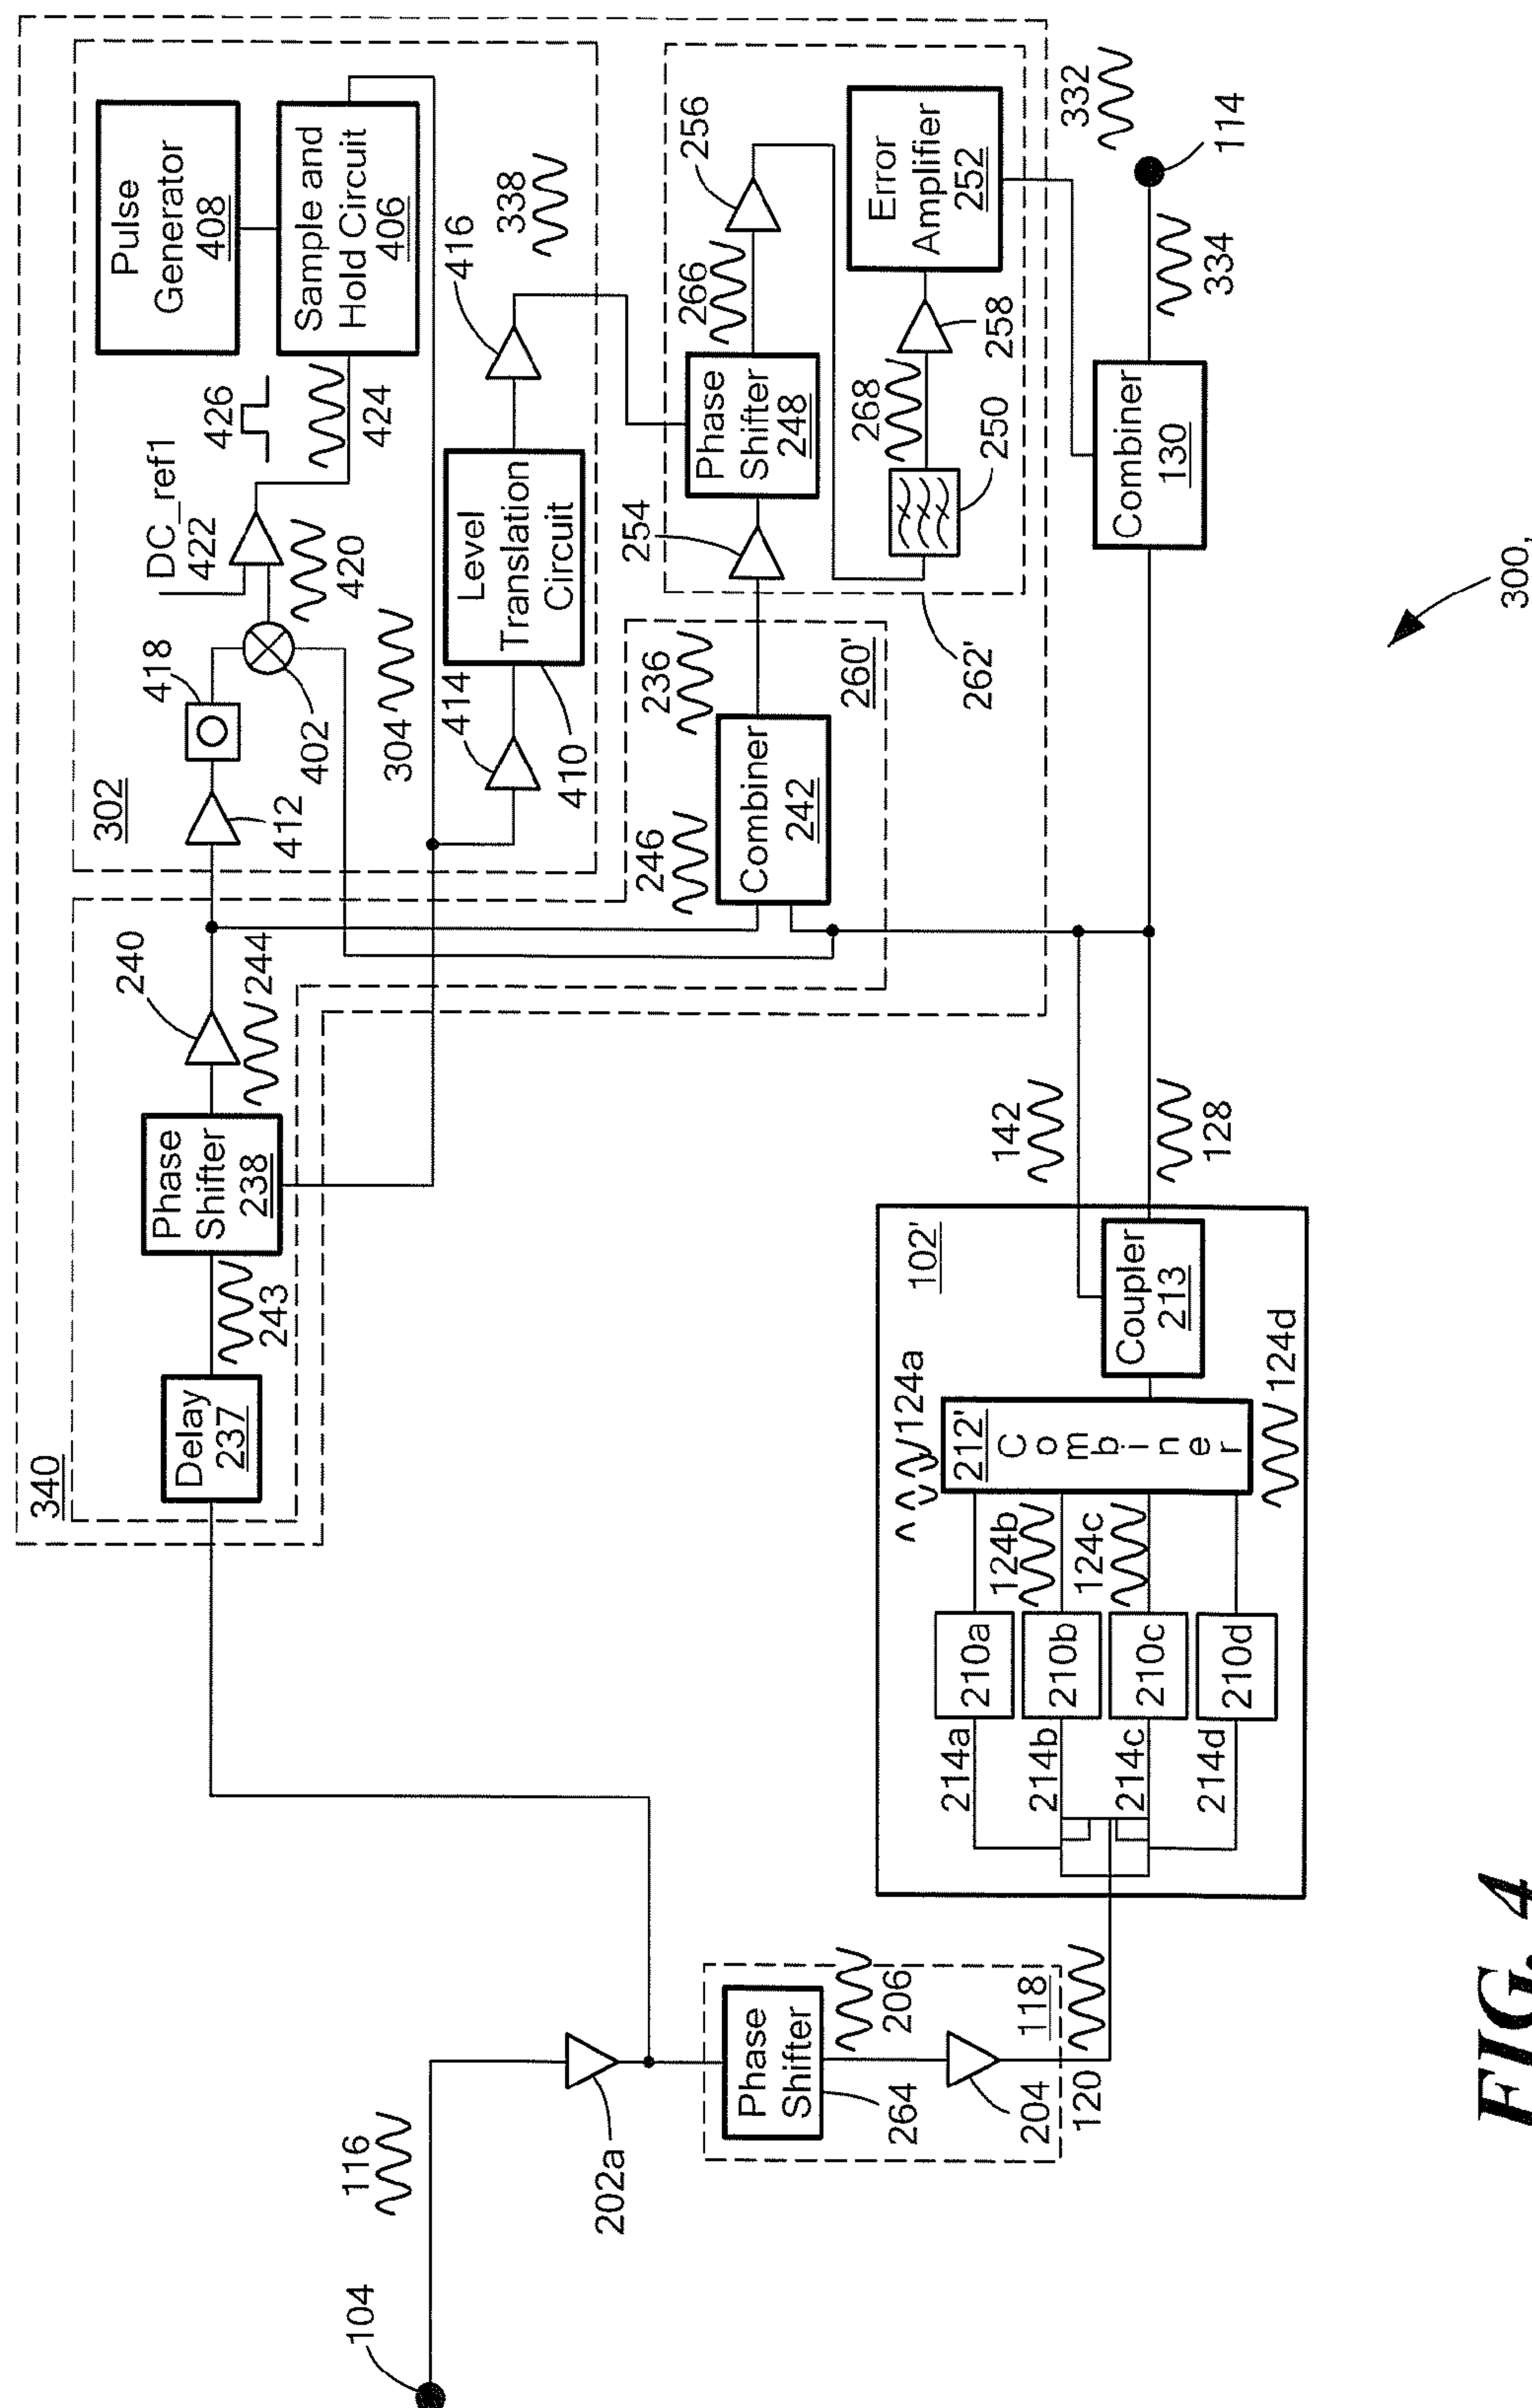 340
302
Pulse
Generator
408
Sample and
Hold Circuit
406
DC_ref1
422
426
424
418
420
402
412
304
Level
Translation
Circuit
410
414
416
338
240
244
Phase
Shifter
238
243
Delay
237
246
236
Combiner
242
260'
254
Phase
Shifter
248
266
256
268
250
258
Error
Amplifier
252
262'
332
114
334
Combiner
130
142
128
102'
Coupler
213
124a
212'
Combiner
124b
124c
124d
210a
210b
210c
210d
214a
214b
214c
214d
104
116
202a
Phase
Shifter
264
206
204
118
120
300,
FIG. 4